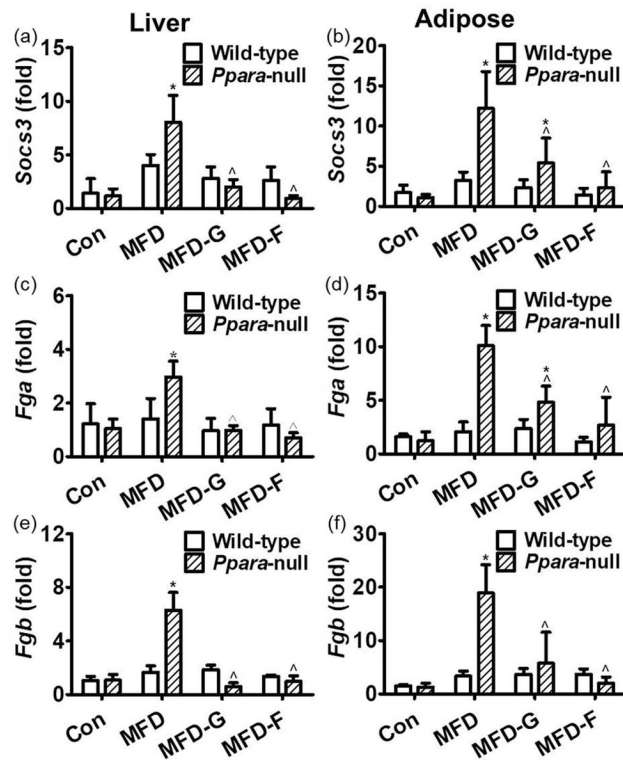 Liver
Adipose
(a)
Socs3 (fold)
15
10
5
0
Wild-type
Ppara-null
*
^
^
Con
MFD
MFD-G
MFD-F
(b)
Socs3 (fold)
20
15
10
5
0
Wild-type
Ppara-null
*
*
^
^
Con
MFD
MFD-G
MFD-F
(c)
Fga (fold)
6
4
2
0
Wild-type
Ppara-null
*
^
^
Con
MFD
MFD-G
MFD-F
(d)
Fga (fold)
15
10
5
0
Wild-type
Ppara-null
*
*
^
^
Con
MFD
MFD-G
MFD-F
(e)
Fgb (fold)
12
6
2
0
Wild-type
Ppara-null
*
^
^
Con
MFD
MFD-G
MFD-F
(f)
Fgb (fold)
30
20
10
0
Wild-type
Ppara-null
*
^
^
Con
MFD
MFD-G
MFD-F